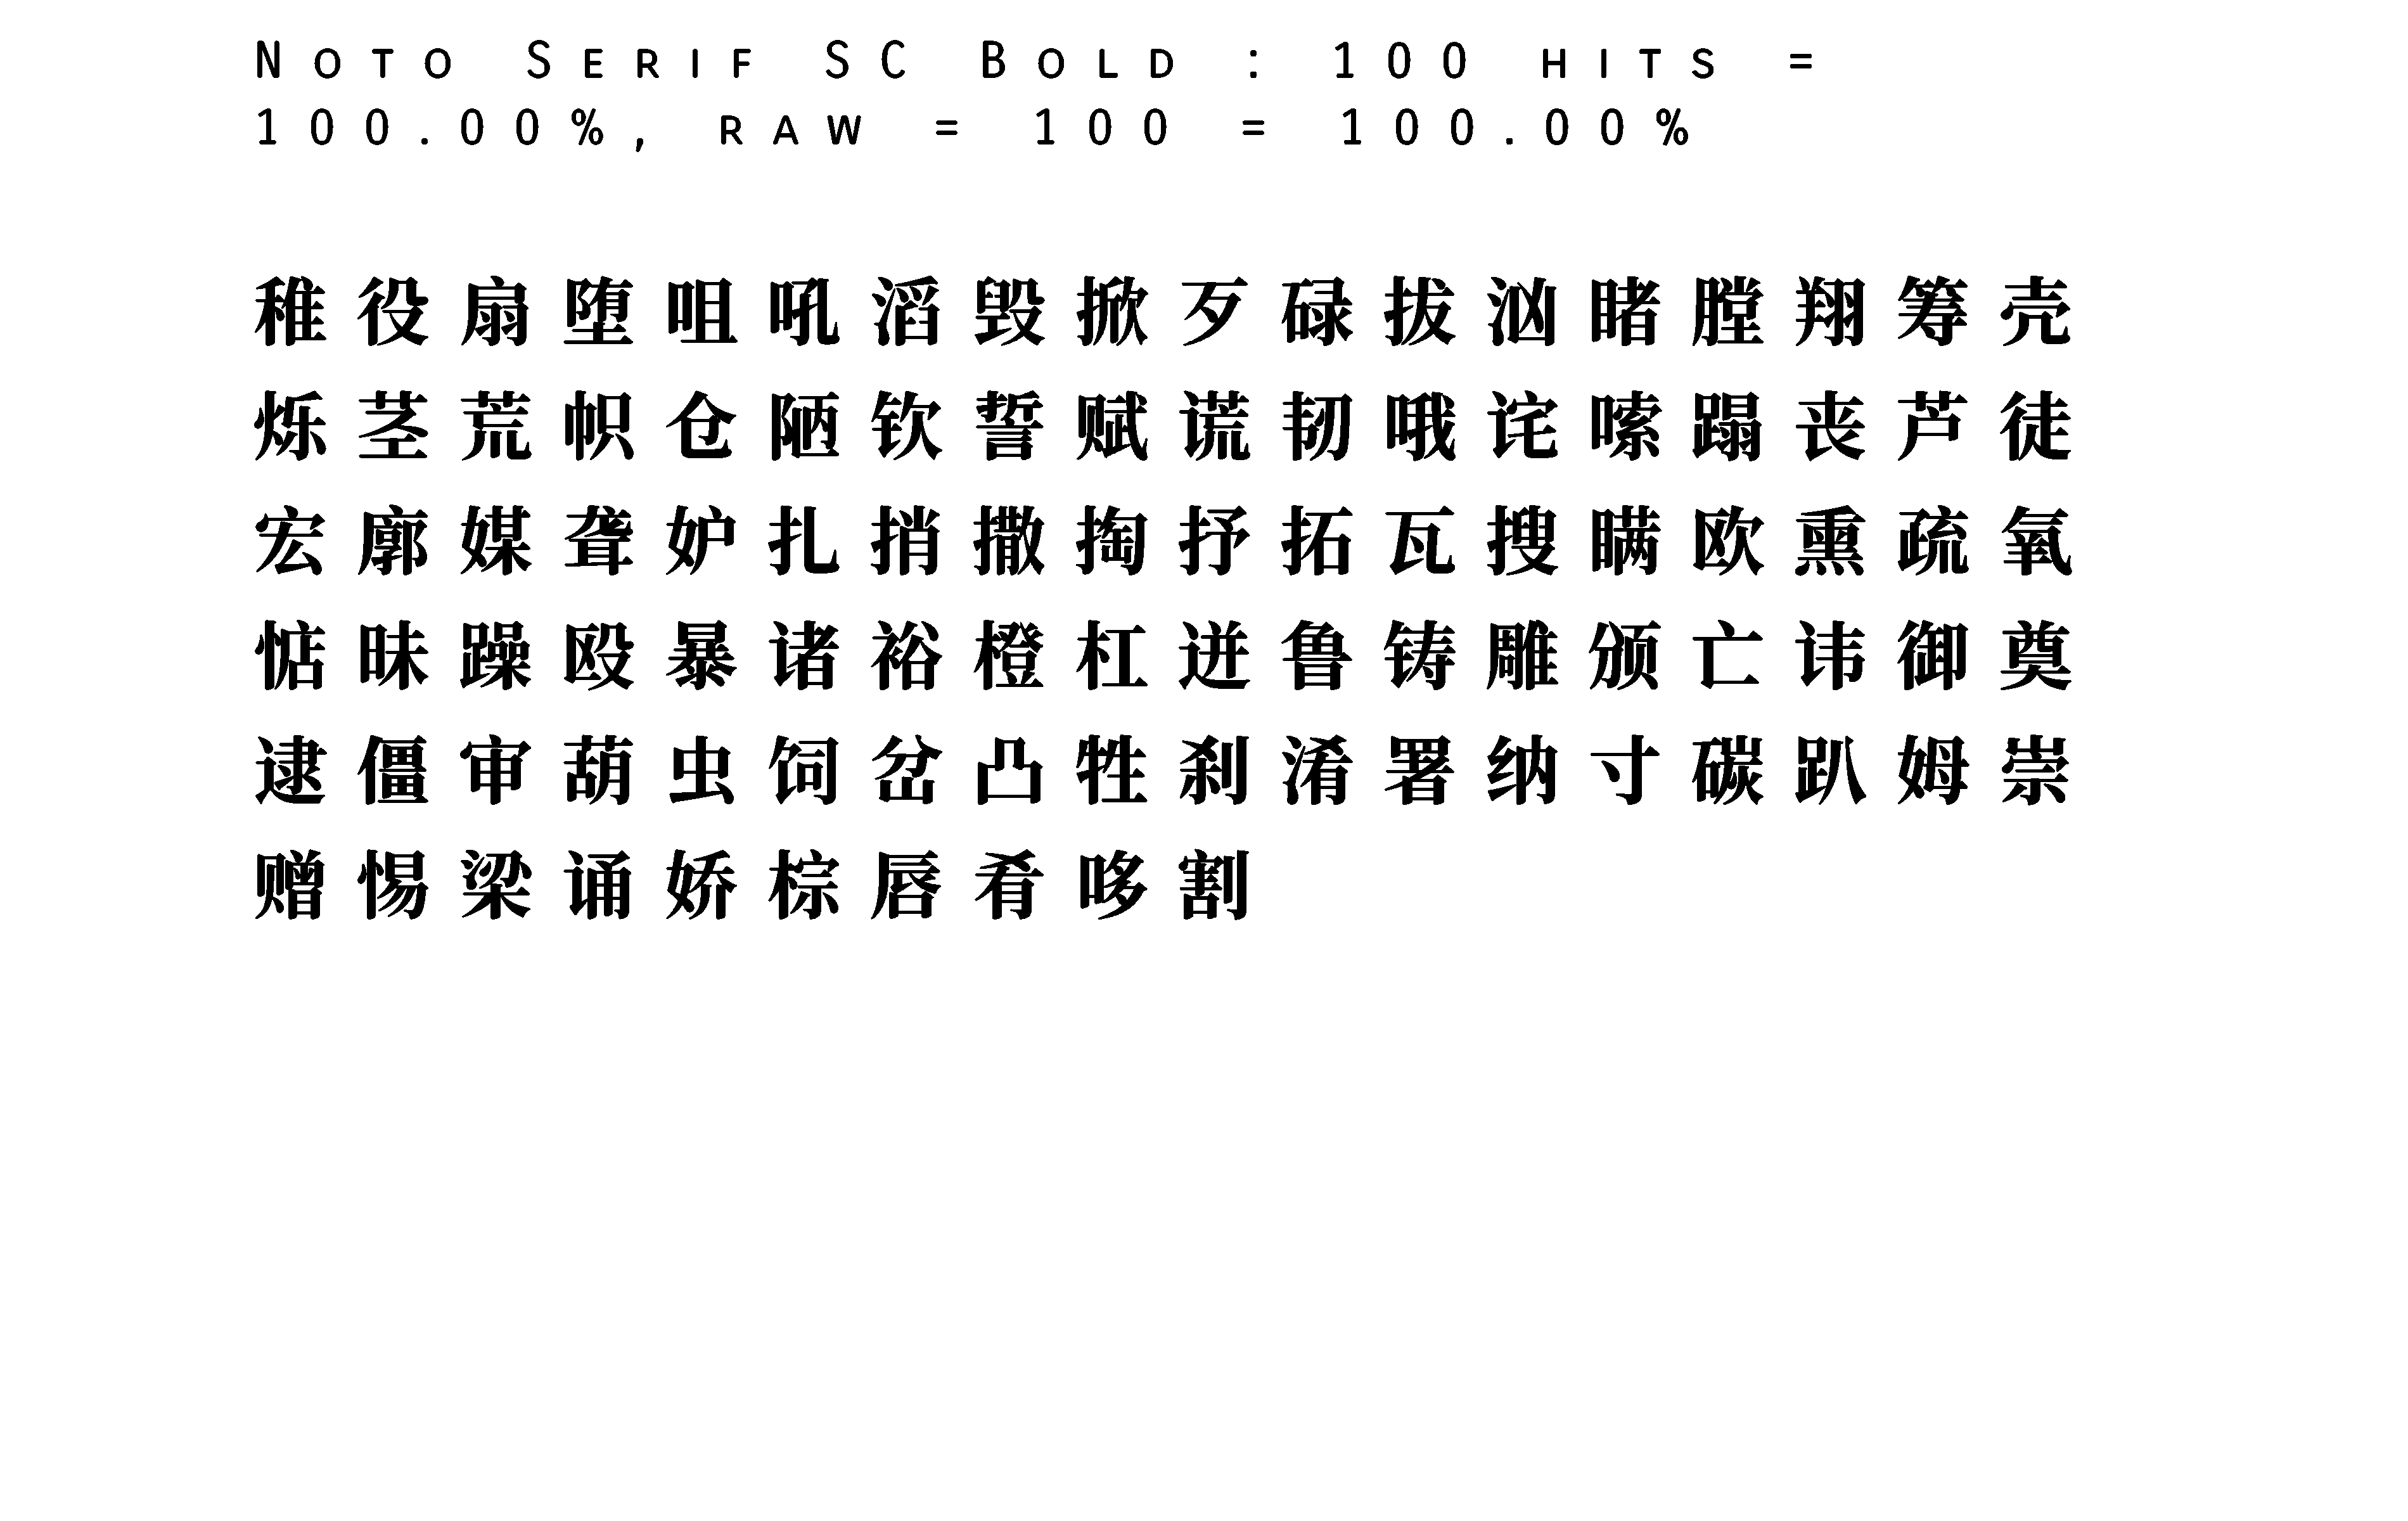 Noto Serif SC Bold : 100 hits =
100.00%, raw = 100 = 100.00%
稚役扇堕咀吼滔毁掀歹碌拔汹睹膛翔筹壳
烁茎荒帜仓陋钦誓赋谎韧哦诧嗦蹋丧芦徒
宏廓媒聋妒扎捎撒掏抒拓瓦搜瞒欧熏疏氧
惦昧躁殴暴诸裕橙杠迸鲁铸雕颁亡讳御奠
逮僵审葫虫饲岔凸牲刹淆署纳寸碳趴姆崇
赠惕梁诵娇棕唇肴哆割